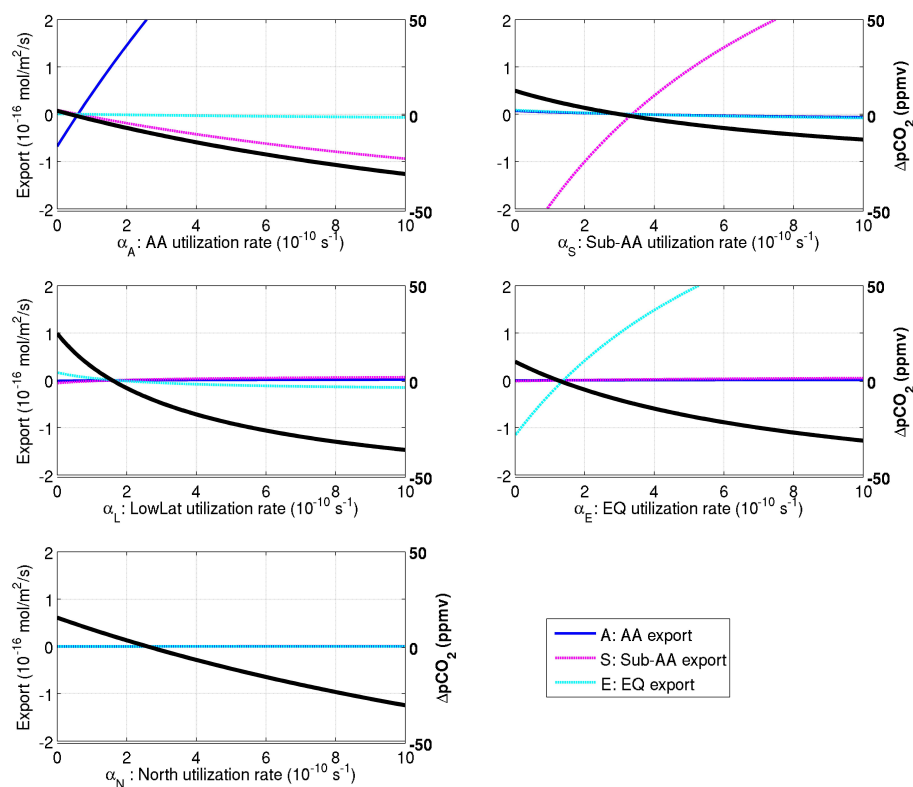 2
1
0
-1
-2
50
0
-50
0 2 4 6 8 10
Export (10^-16 mol/m^2/s)
α_A: AA utilization rate (10^-10 s^-1)
2
1
0
-1
-2
50
0
-50
0 2 4 6 8 10
ΔpCO_2 (ppmv)
α_S: Sub-AA utilization rate (10^-10 s^-1)
2
1
0
-1
-2
50
0
-50
0 2 4 6 8 10
Export (10^-16 mol/m^2/s)
α_L: LowLat utilization rate (10^-10 s^-1)
2
1
0
-1
-2
50
0
-50
0 2 4 6 8 10
ΔpCO_2 (ppmv)
α_E: EQ utilization rate (10^-10 s^-1)
2
1
0
-1
-2
50
0
-50
0 2 4 6 8 10
Export (10^-16 mol/m^2/s)
ΔpCO_2 (ppmv)
α_N: North utilization rate (10^-10 s^-1)
A: AA export
S: Sub-AA export
E: EQ export